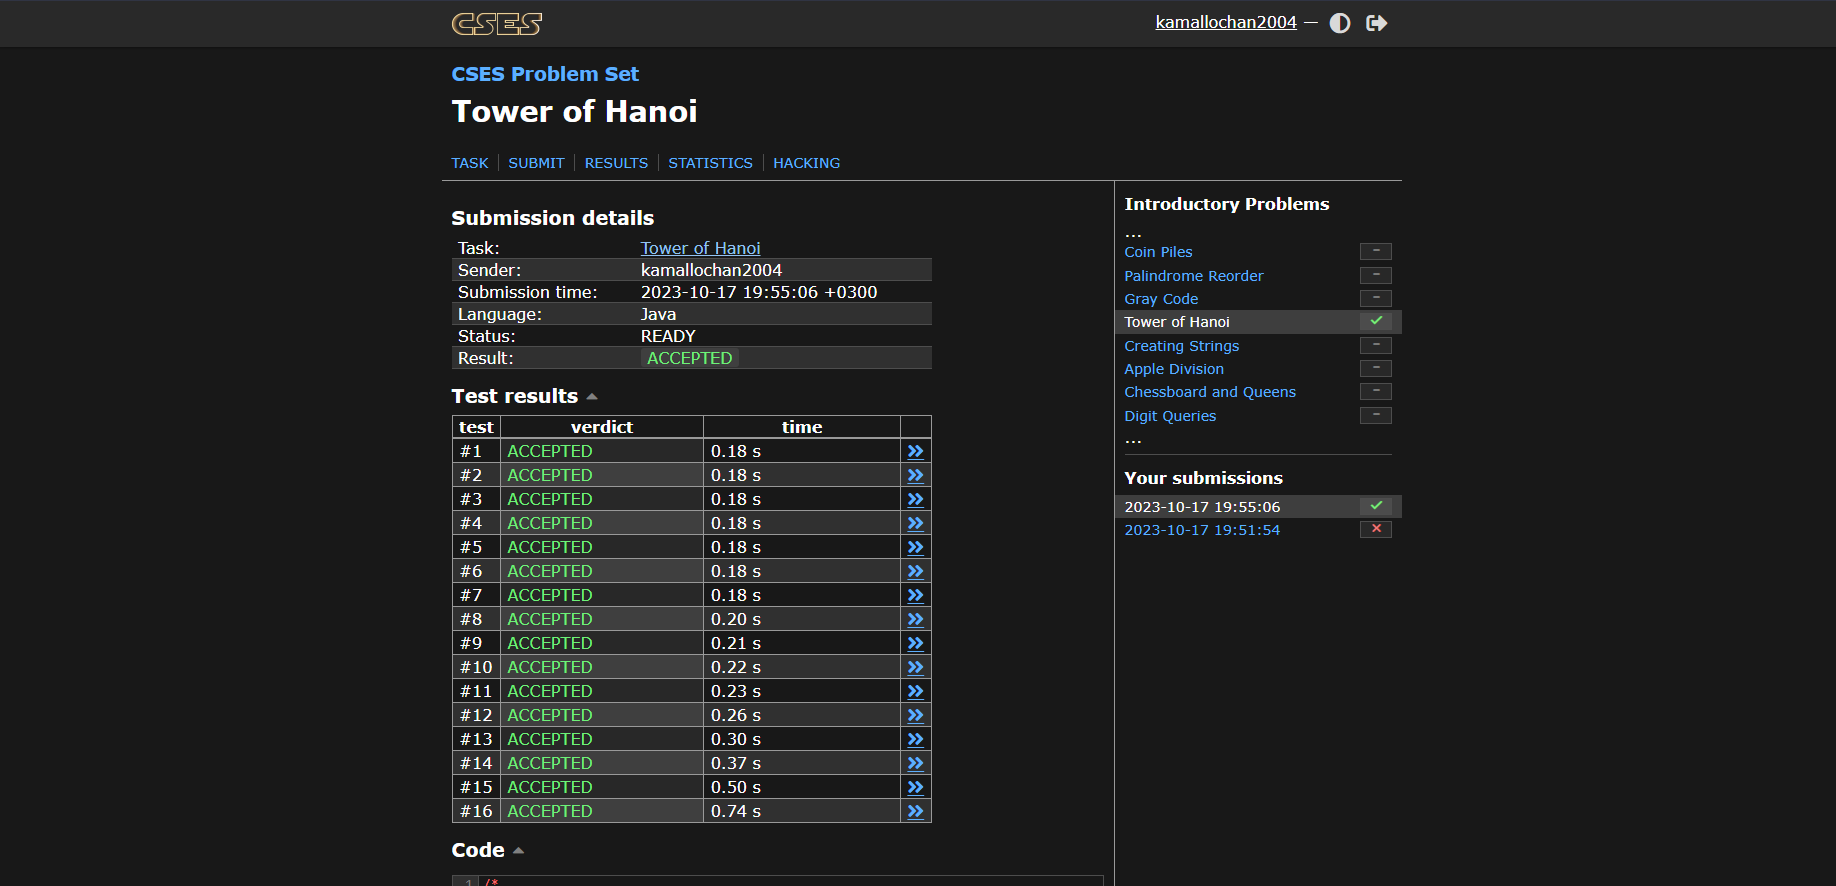 CSES
kamallochan2004 —
CSES Problem Set
Tower of Hanoi
TASK SUBMIT RESULTS STATISTICS HACKING
Submission details
Task: Tower of Hanoi
Sender: kamallochan2004
Submission time: 2023-10-17 19:55:06 +0300
Language: Java
Status: READY
Result: ACCEPTED
Test results
test verdict time
#1 ACCEPTED 0.18 s »
#2 ACCEPTED 0.18 s »
#3 ACCEPTED 0.18 s »
#4 ACCEPTED 0.18 s »
#5 ACCEPTED 0.18 s »
#6 ACCEPTED 0.18 s »
#7 ACCEPTED 0.18 s »
#8 ACCEPTED 0.20 s »
#9 ACCEPTED 0.21 s »
#10 ACCEPTED 0.22 s »
#11 ACCEPTED 0.23 s »
#12 ACCEPTED 0.26 s »
#13 ACCEPTED 0.30 s »
#14 ACCEPTED 0.37 s »
#15 ACCEPTED 0.50 s »
#16 ACCEPTED 0.74 s »
Code
1 /*
Introductory Problems
...
Coin Piles –
Palindrome Reorder –
Gray Code –
Tower of Hanoi ✓
Creating Strings –
Apple Division –
Chessboard and Queens –
Digit Queries –
...
Your submissions
2023-10-17 19:55:06 ✓
2023-10-17 19:51:54 ×